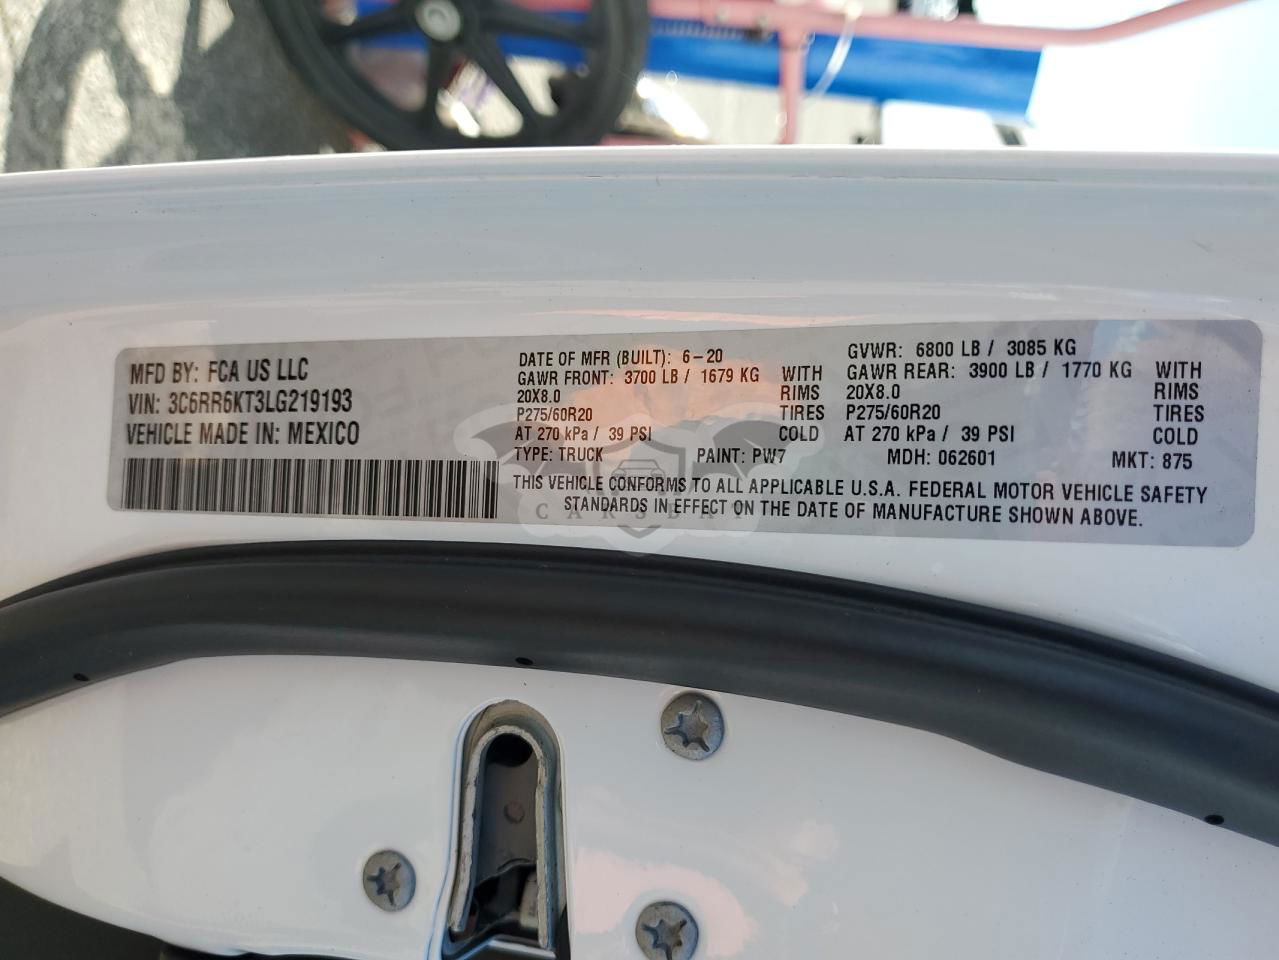 MFD BY: FCA US LLC
VIN: 3C6RR6KT3LG219193
VEHICLE MADE IN: MEXICO
DATE OF MFR (BUILT): 6-20
GAWR FRONT: 3700 LB / 1679 KG WITH
20X8.0 RIMS
P275/60R20 TIRES
AT 270 kPa / 39 PSI COLD
GVWR: 6800 LB / 3085 KG
GAWR REAR: 3900 LB / 1770 KG WITH
20X8.0 RIMS
P275/60R20 TIRES
AT 270 kPa / 39 PSI COLD
TYPE: TRUCK PAINT: PW7 MDH: 062601 MKT: 875
THIS VEHICLE CONFORMS TO ALL APPLICABLE U.S.A. FEDERAL MOTOR VEHICLE SAFETY
STANDARDS IN EFFECT ON THE DATE OF MANUFACTURE SHOWN ABOVE.
CARSBAT